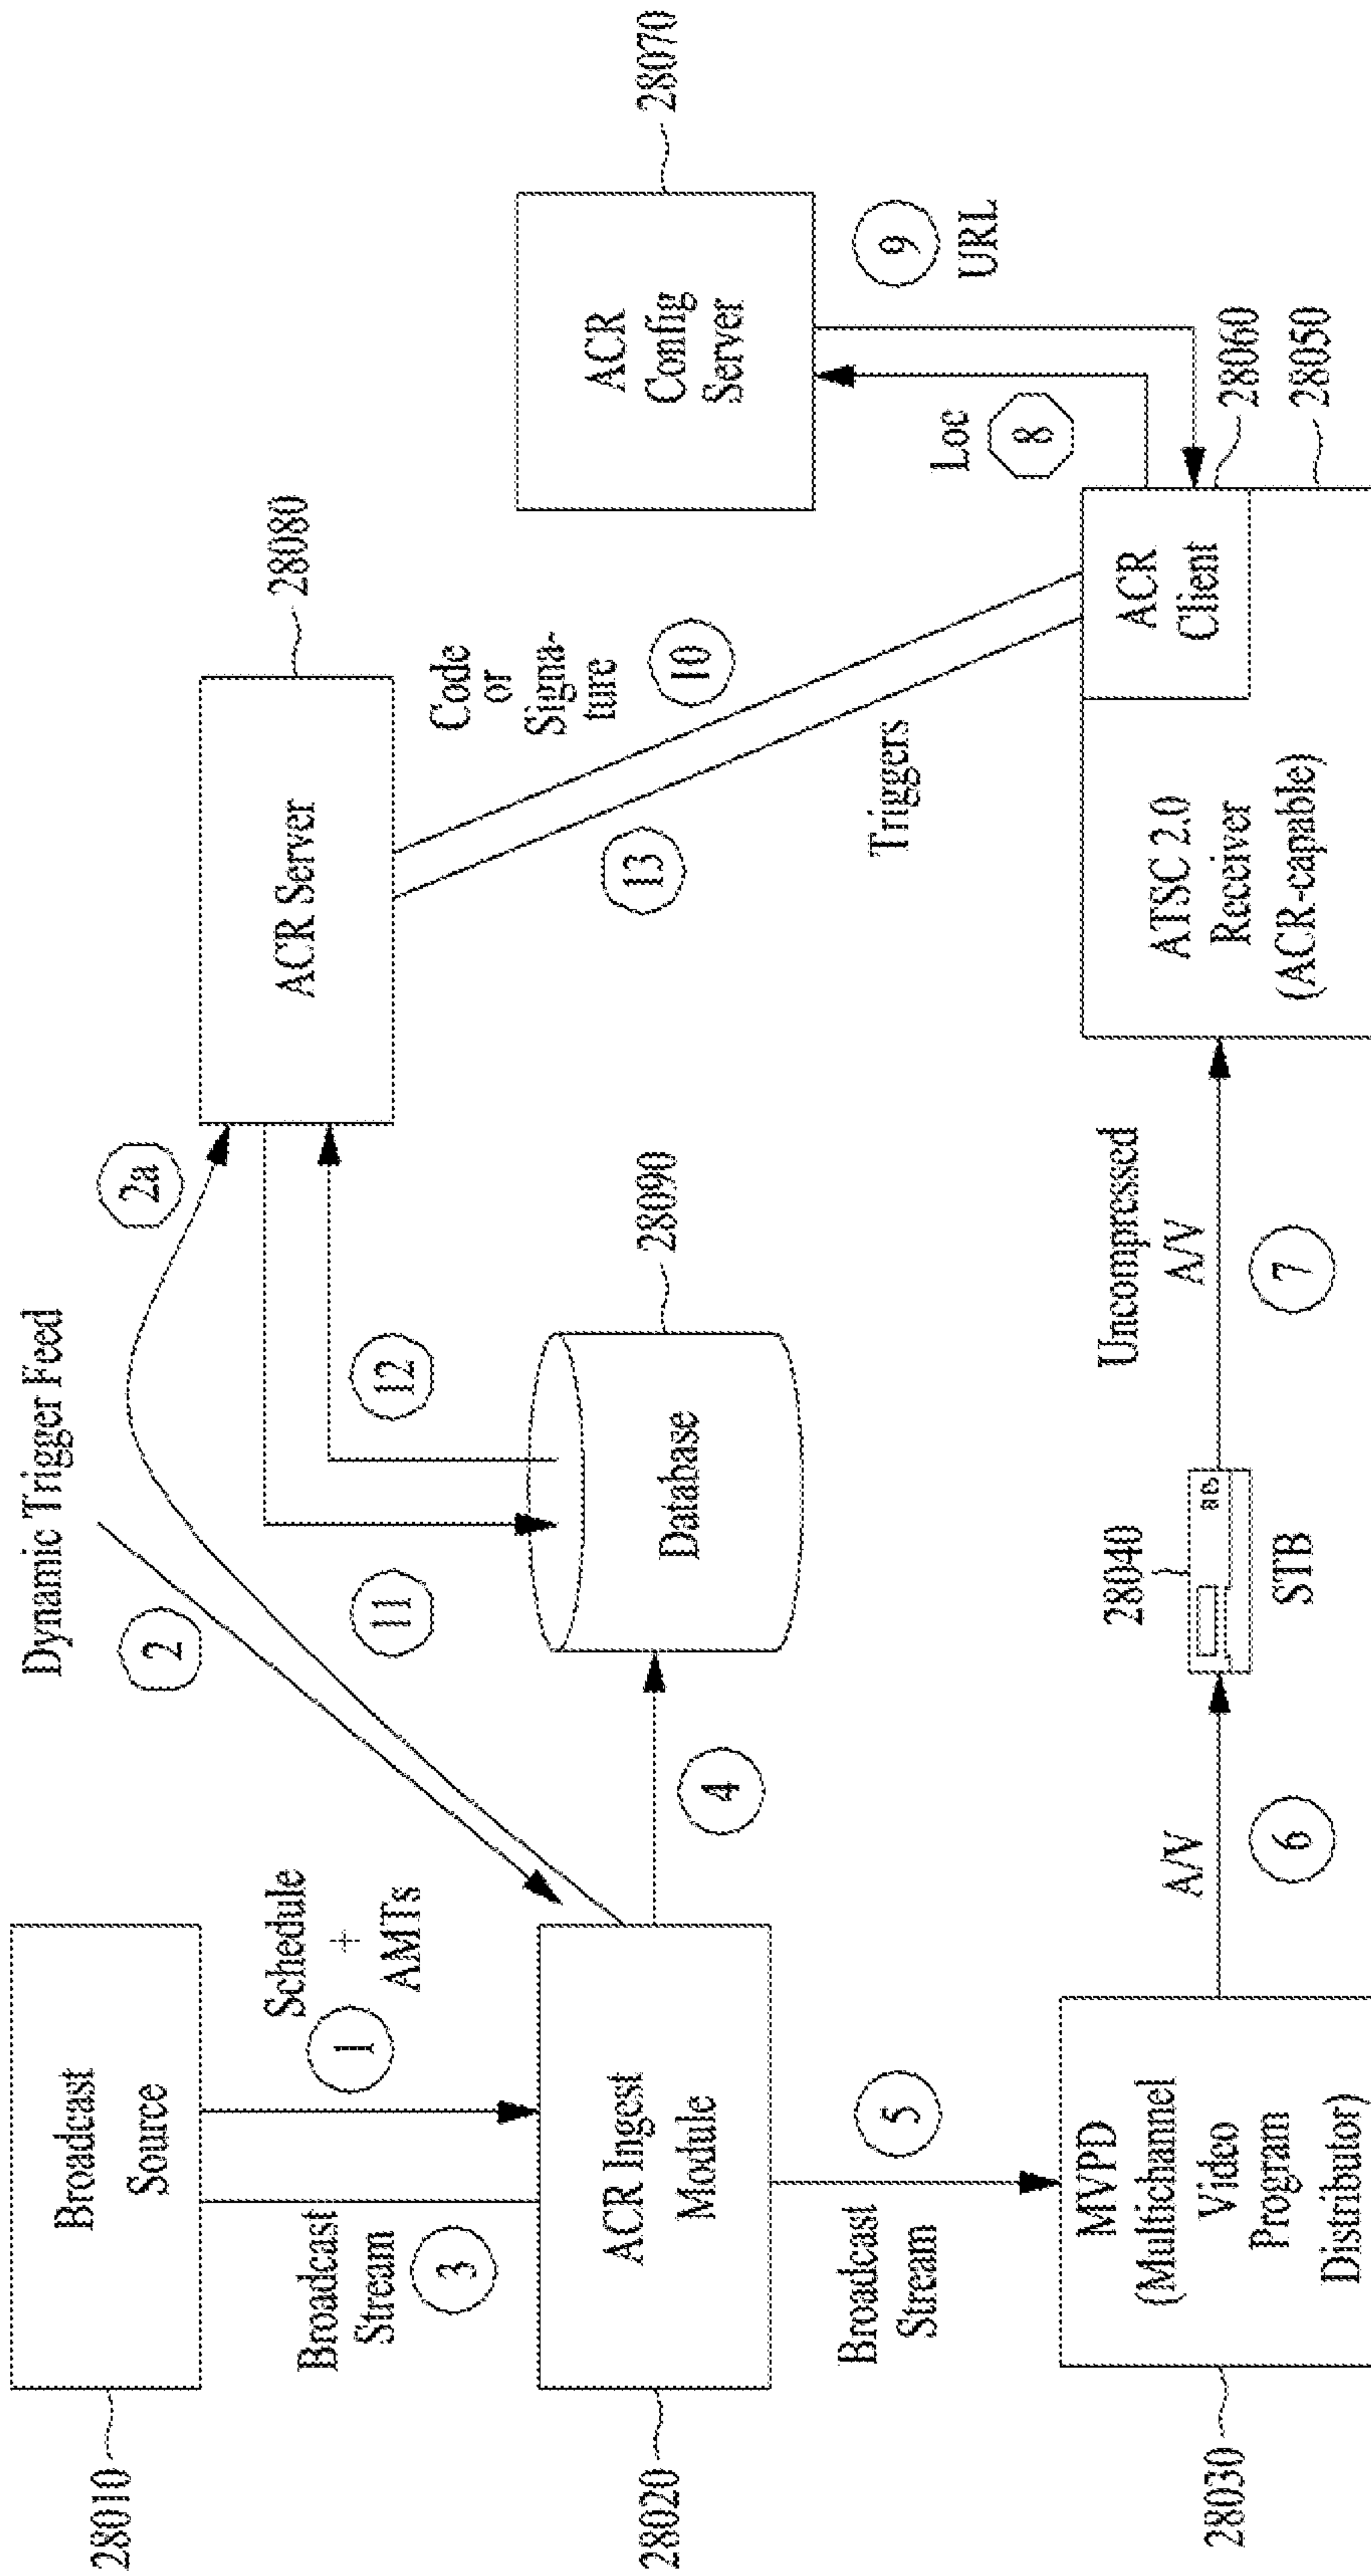 28010
Broadcast
Source
Broadcast
Stream
3
1
Schedule
+
AMTs
Dynamic Trigger Feed
2
2a
28020
ACR Ingest
Module
4
Database
28090
11
12
ACR Server
28080
Code
or
Signa-
ture
10
13
Triggers
ACR
Config
Server
28070
9
URL
Loc
8
Broadcast
Stream
5
28030
MVPD
(Multichannel
Video
Program
Distributor)
A/V
6
28040
STB
Uncompressed
A/V
7
ATSC 2.0
Receiver
(ACR-capable)
ACR
Client
28060
28050